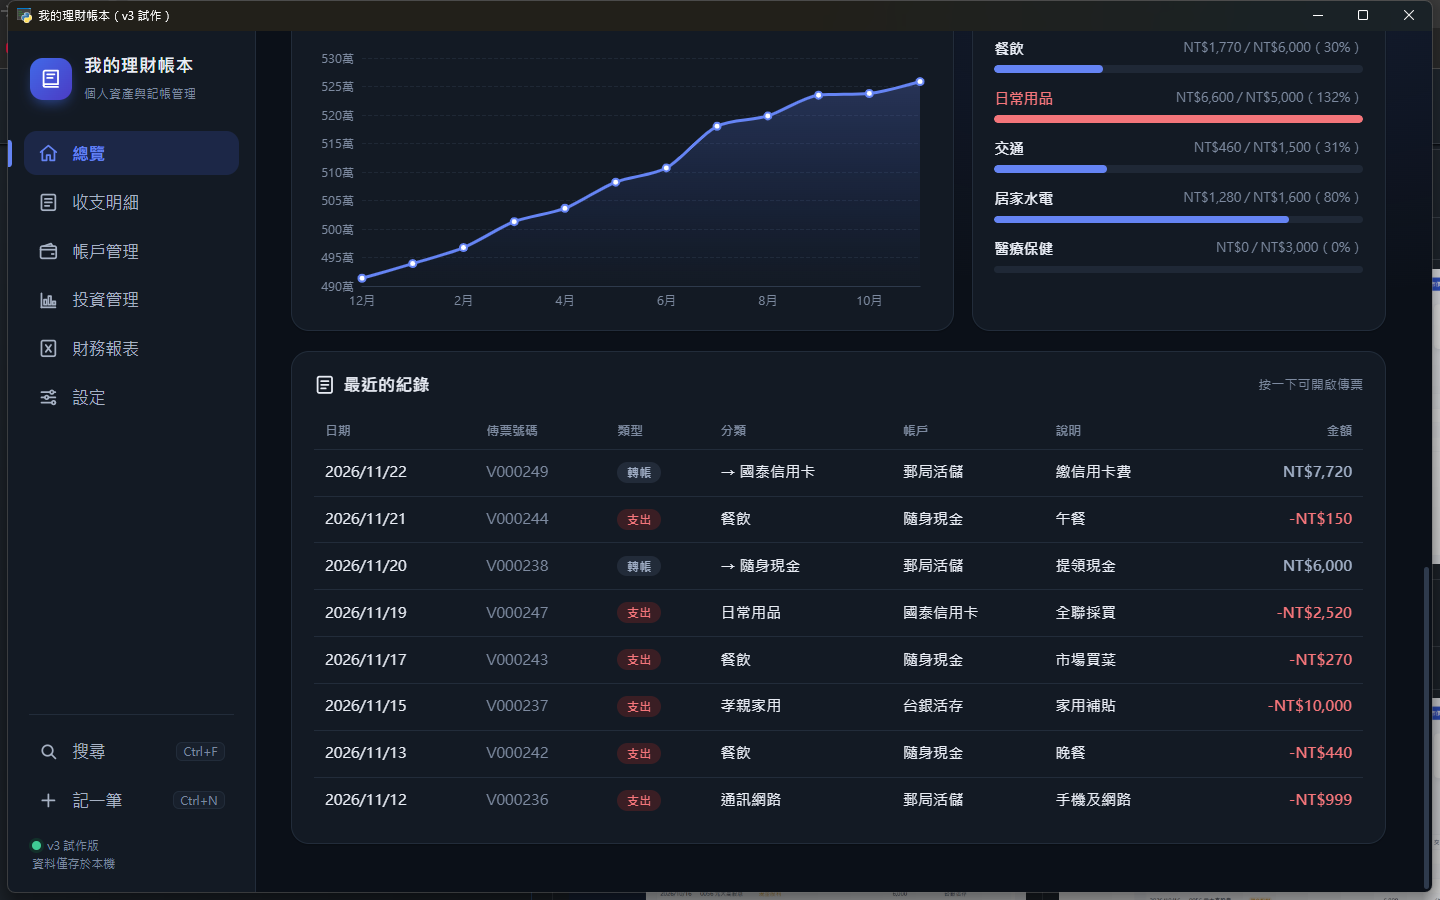 我的理財帳本（v3 試作）
我的理財帳本
個人資產與記帳管理
總覽
收支明細
帳戶管理
投資管理
財務報表
設定
搜尋 Ctrl+F
記一筆 Ctrl+N
v3 試作版
資料僅存於本機
530萬
525萬
520萬
515萬
510萬
505萬
500萬
495萬
490萬
12月 2月 4月 6月 8月 10月
餐飲 NT$1,770 / NT$6,000（30%）
日常用品 NT$6,600 / NT$5,000（132%）
交通 NT$460 / NT$1,500（31%）
居家水電 NT$1,280 / NT$1,600（80%）
醫療保健 NT$0 / NT$3,000（0%）
最近的紀錄 按一下可開啟傳票
日期 傳票號碼 類型 分類 帳戶 說明 金額
2026/11/22 V000249 轉帳 → 國泰信用卡 郵局活儲 繳信用卡費 NT$7,720
2026/11/21 V000244 支出 餐飲 隨身現金 午餐 -NT$150
2026/11/20 V000238 轉帳 → 隨身現金 郵局活儲 提領現金 NT$6,000
2026/11/19 V000247 支出 日常用品 國泰信用卡 全聯採買 -NT$2,520
2026/11/17 V000243 支出 餐飲 隨身現金 市場買菜 -NT$270
2026/11/15 V000237 支出 孝親家用 台銀活存 家用補貼 -NT$10,000
2026/11/13 V000242 支出 餐飲 隨身現金 晚餐 -NT$440
2026/11/12 V000236 支出 通訊網路 郵局活儲 手機及網路 -NT$999